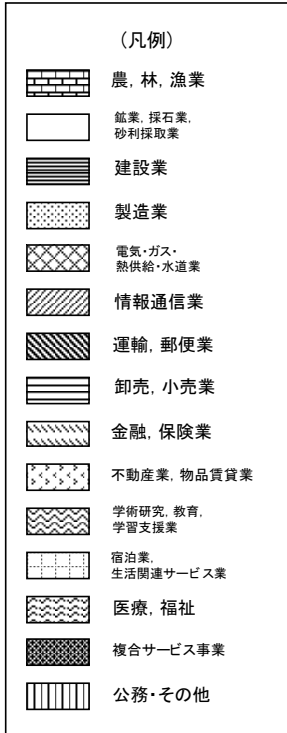 （凡例）
農, 林, 漁業
鉱業, 採石業,
砂利採取業
建設業
製造業
電気・ガス・
熱供給・水道業
情報通信業
運輸, 郵便業
卸売, 小売業
金融, 保険業
不動産業, 物品賃貸業
学術研究, 教育,
学習支援業
宿泊業,
生活関連サービス業
医療, 福祉
複合サービス事業
公務・その他